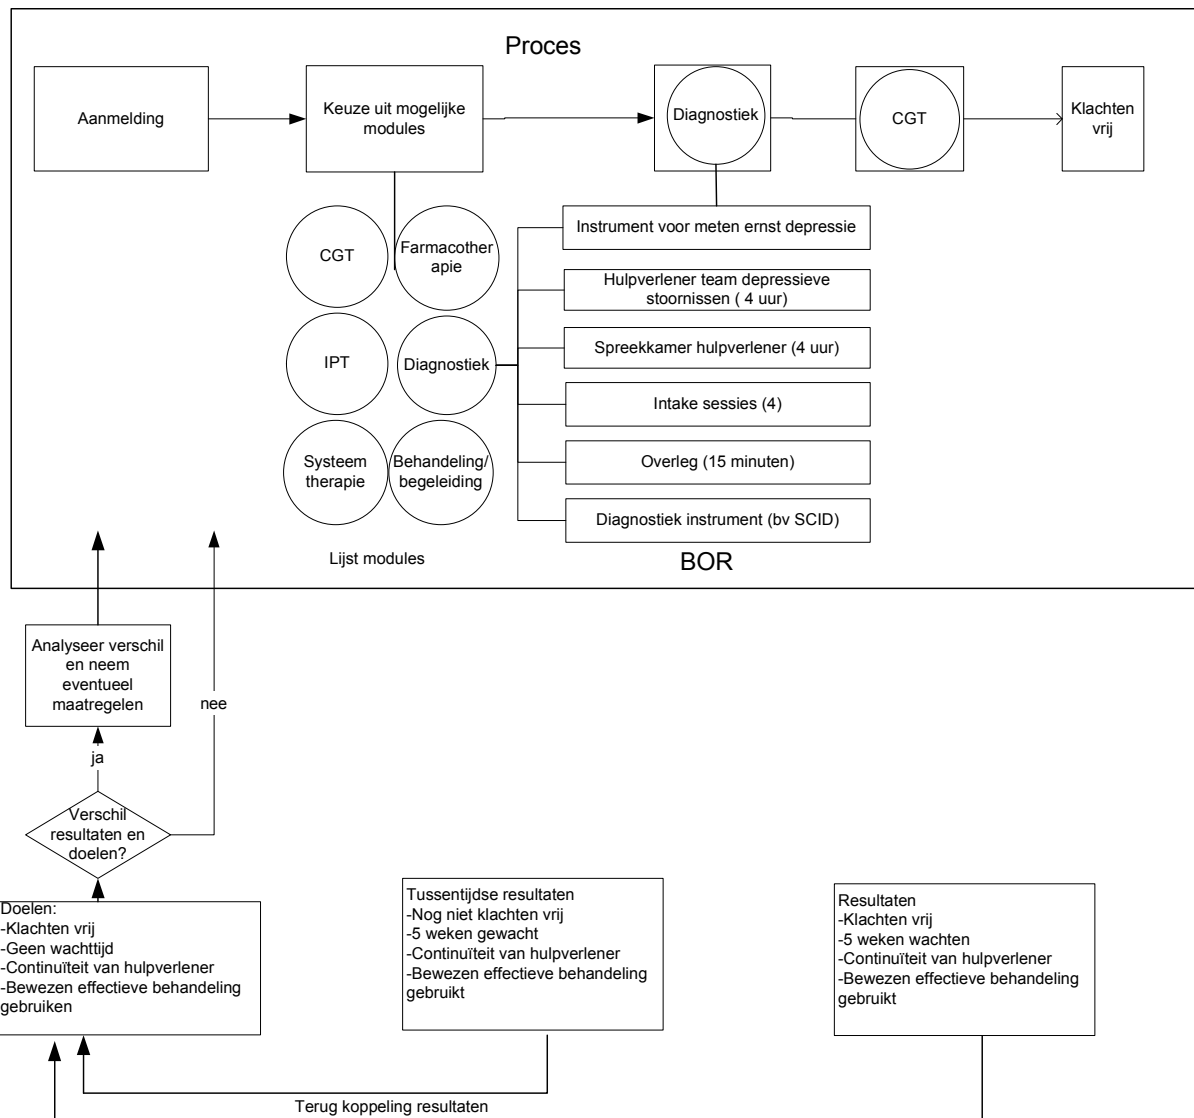 Proces
Aanmelding
Keuze uit mogelijke
modules
Diagnostiek
CGT
Klachten
vrij
CGT
Farmacother
apie
IPT
Diagnostiek
Systeem
therapie
Behandeling/
begeleiding
Lijst modules
Instrument voor meten ernst depressie
Hulpverlener team depressieve
stoornissen ( 4 uur)
Spreekkamer hulpverlener (4 uur)
Intake sessies (4)
Overleg (15 minuten)
Diagnostiek instrument (bv SCID)
BOR
Analyseer verschil
en neem
eventueel
maatregelen
nee
ja
Verschil
resultaten en
doelen?
Doelen:
-Klachten vrij
-Geen wachttijd
-Continuïteit van hulpverlener
-Bewezen effectieve behandeling
gebruiken
Tussentijdse resultaten
-Nog niet klachten vrij
-5 weken gewacht
-Continuïteit van hulpverlener
-Bewezen effectieve behandeling
gebruikt
Resultaten
-Klachten vrij
-5 weken wachten
-Continuïteit van hulpverlener
-Bewezen effectieve behandeling
gebruikt
Terug koppeling resultaten